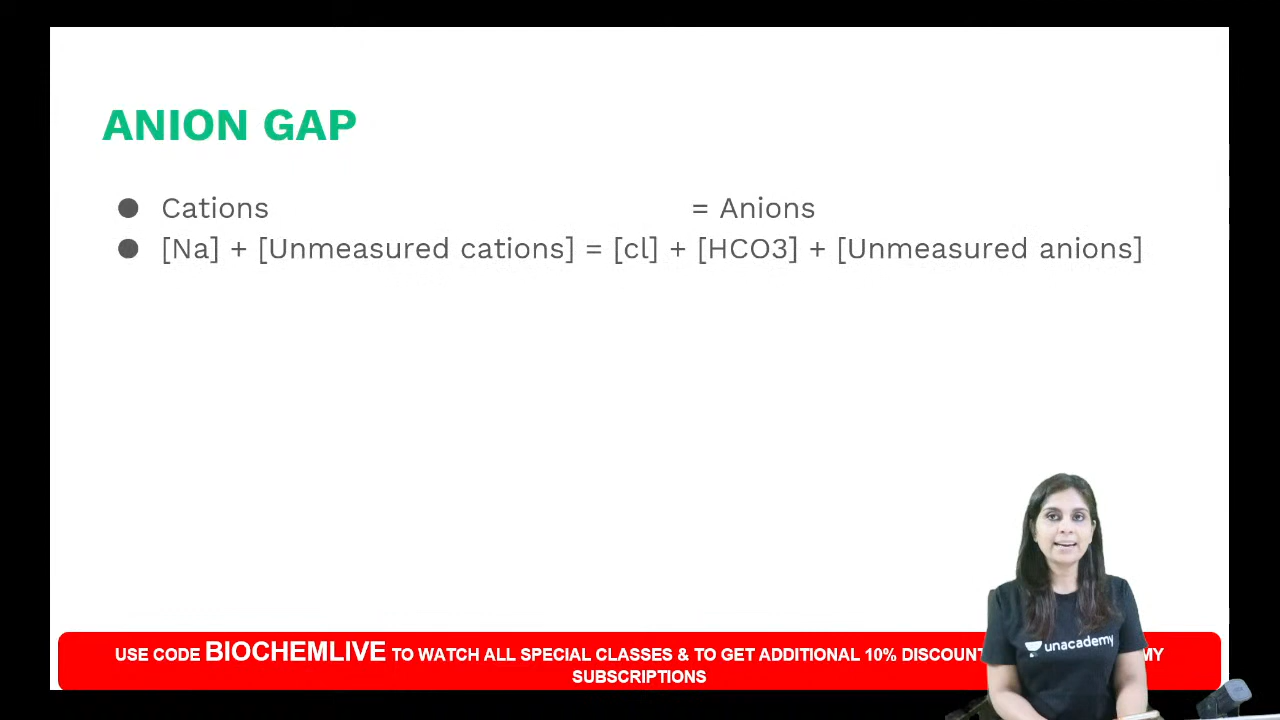 ANION GAP
● Cations = Anions
● [Na] + [Unmeasured cations] = [cl] + [HCO3] + [Unmeasured anions]
USE CODE BIOCHEMLIVE TO WATCH ALL SPECIAL CLASSES & TO GET ADDITIONAL 10% DISCOUNT MY
SUBSCRIPTIONS
unacademy